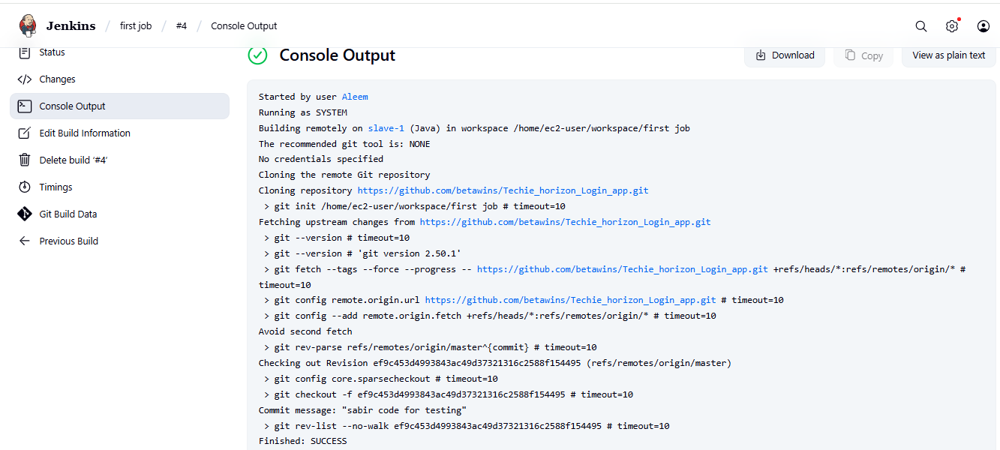 Jenkins / first job / #4 / Console Output
Status
Changes
Console Output
Edit Build Information
Delete build ‘#4’
Timings
Git Build Data
Previous Build
Console Output
Download
Copy
View as plain text
Started by user Aleem
Running as SYSTEM
Building remotely on slave-1 (Java) in workspace /home/ec2-user/workspace/first job
The recommended git tool is: NONE
No credentials specified
Cloning the remote Git repository
Cloning repository https://github.com/betawins/Techie_horizon_Login_app.git
> git init /home/ec2-user/workspace/first job # timeout=10
Fetching upstream changes from https://github.com/betawins/Techie_horizon_Login_app.git
> git --version # timeout=10
> git --version # 'git version 2.50.1'
> git fetch --tags --force --progress -- https://github.com/betawins/Techie_horizon_Login_app.git +refs/heads/*:refs/remotes/origin/* #
timeout=10
> git config remote.origin.url https://github.com/betawins/Techie_horizon_Login_app.git # timeout=10
> git config --add remote.origin.fetch +refs/heads/*:refs/remotes/origin/* # timeout=10
Avoid second fetch
> git rev-parse refs/remotes/origin/master^{commit} # timeout=10
Checking out Revision ef9c453d4993843ac49d37321316c2588f154495 (refs/remotes/origin/master)
> git config core.sparsecheckout # timeout=10
> git checkout -f ef9c453d4993843ac49d37321316c2588f154495 # timeout=10
Commit message: "sabir code for testing"
> git rev-list --no-walk ef9c453d4993843ac49d37321316c2588f154495 # timeout=10
Finished: SUCCESS